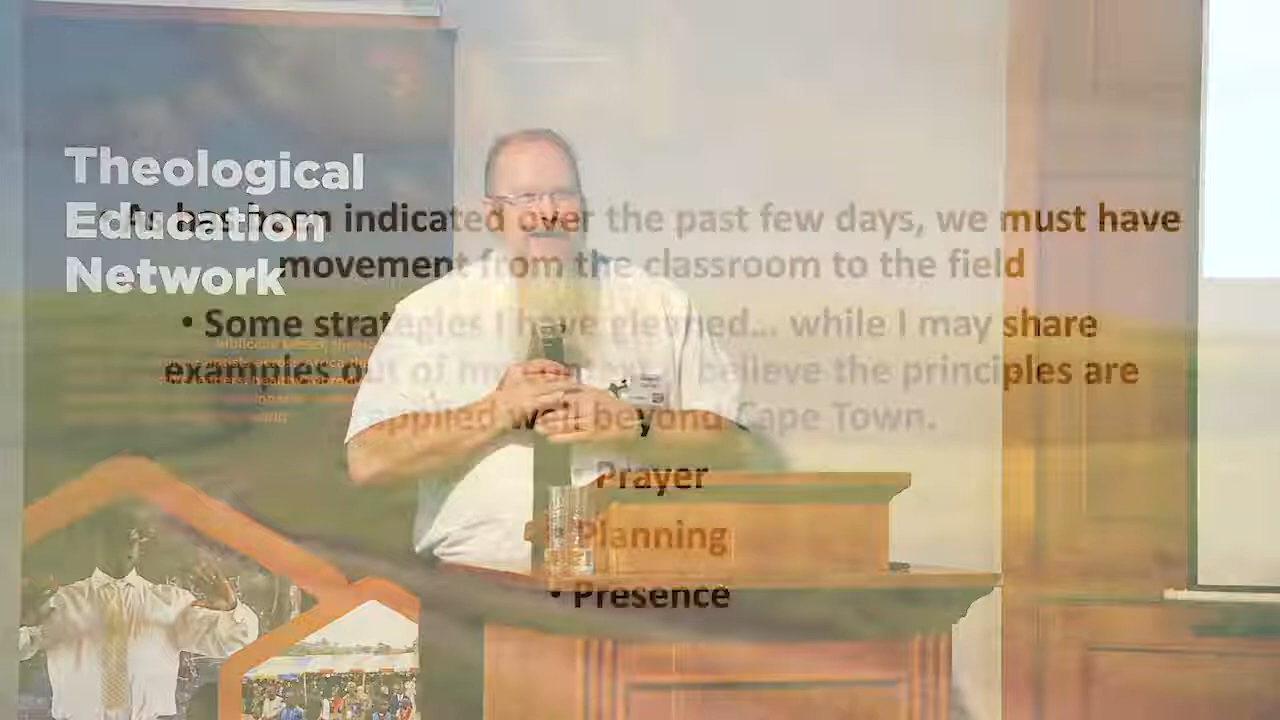 Theological
Education
Network
• As has been indicated over the past few days, we must have
movement from the classroom to the field
• Some strategies I have gleaned... while I may share
examples out of my believe the principles are
applied well beyond Cape Town.
Prayer
Planning
• Presence